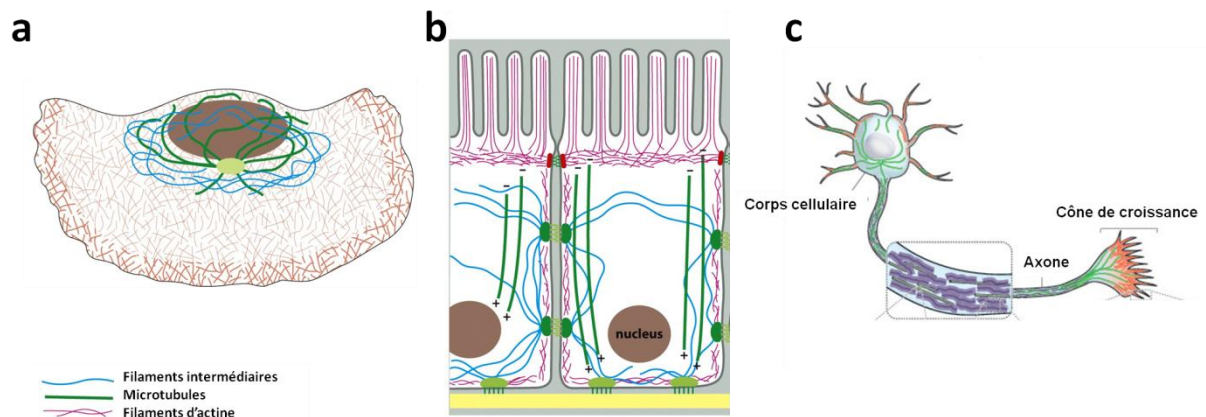 a
b
c
Filaments intermédiaires
Microtubules
Filaments d'actine
-
-
-
-
-
-
+
+
nucleus
+
+
+
+
Corps cellulaire
Cône de croissance
Axone